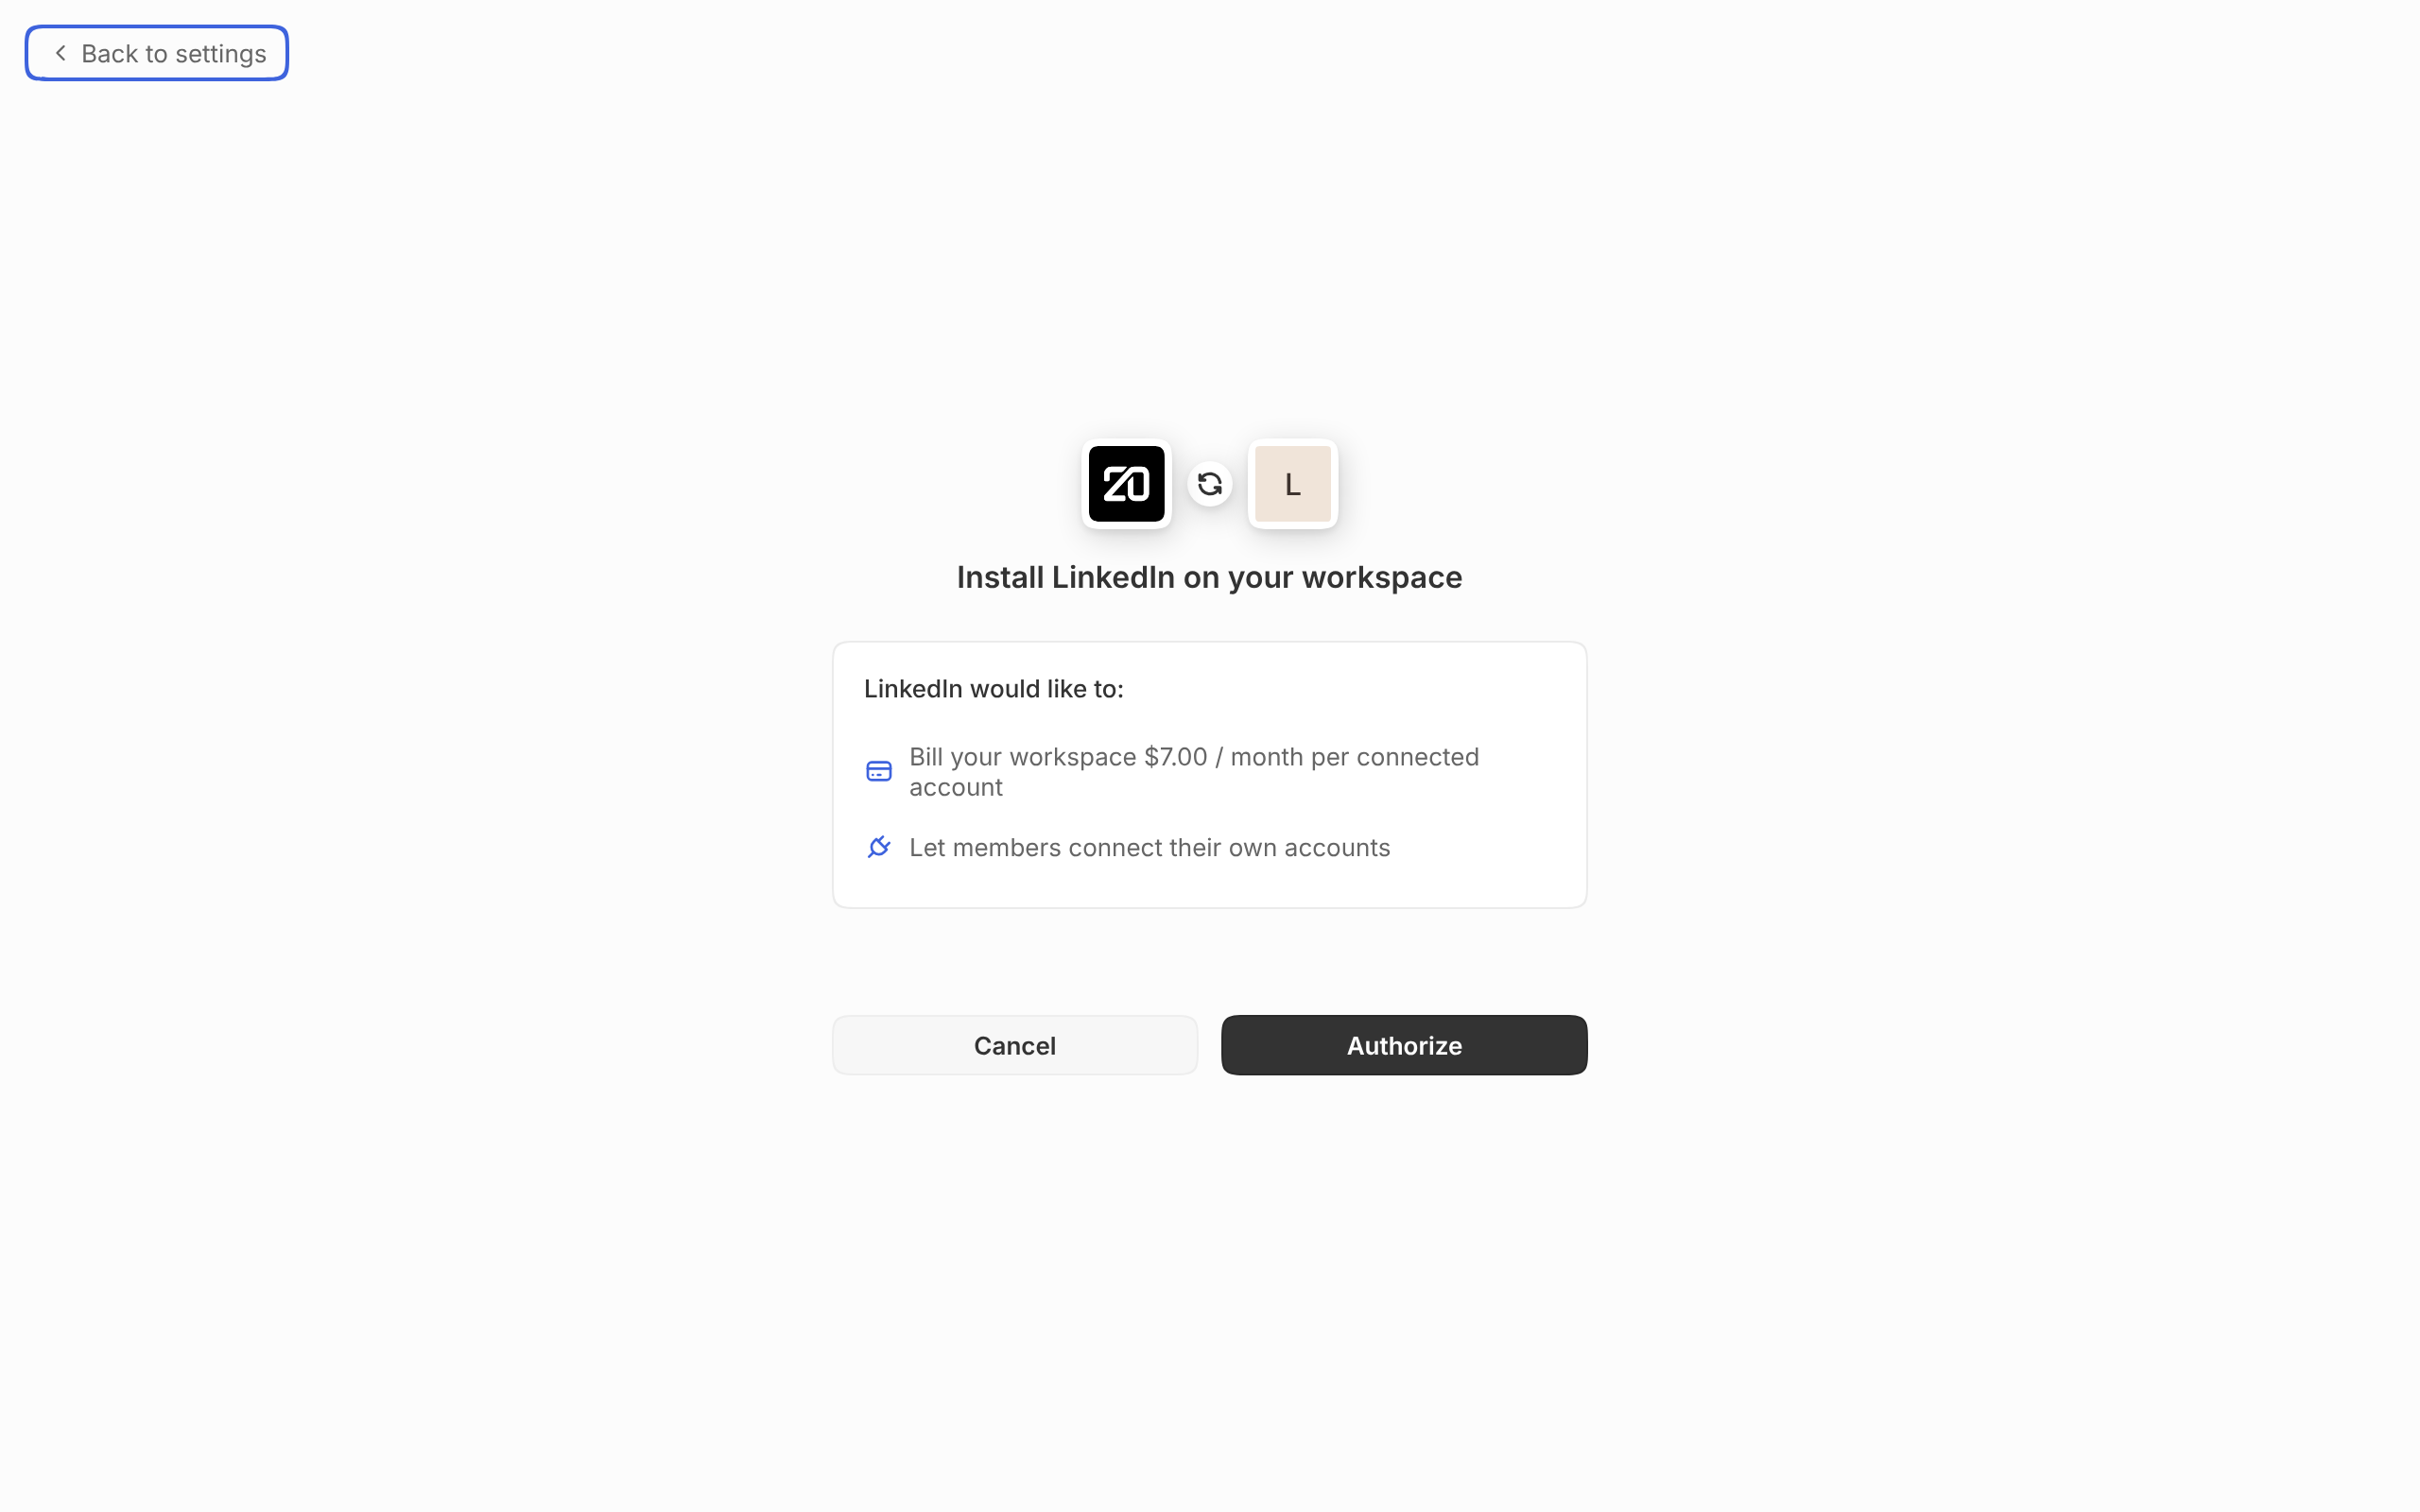 Back to settings
20
L
Install LinkedIn on your workspace
LinkedIn would like to:
Bill your workspace $7.00 / month per connected
account
Let members connect their own accounts
Cancel
Authorize